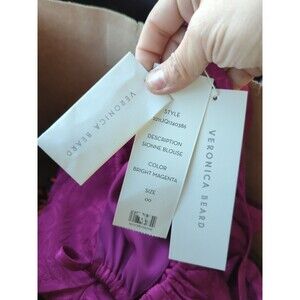 VERONICA BEARD
STYLE
DESCRIPTION
SIONNE BLOUSE
COLOR
BRIGHT MAGENTA
SIZE
00
VERONICA BEARD